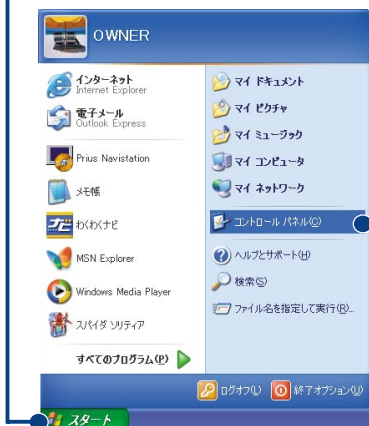 OWNER
インターネット
Internet Explorer
電子メール
Outlook Express
Prius Navistation
メモ帳
わくわくナビ
MSN Explorer
Windows Media Player
スパイダ ソリティア
すべてのプログラム(P)
マイ ドキュメント
マイ ピクチャ
マイ ミュージック
マイ コンピュータ
マイ ネットワーク
コントロール パネル(C)
ヘルプとサポート(H)
検索(S)
ファイル名を指定して実行(R)...
ログオフ(L)
終了オプション(U)
スタート